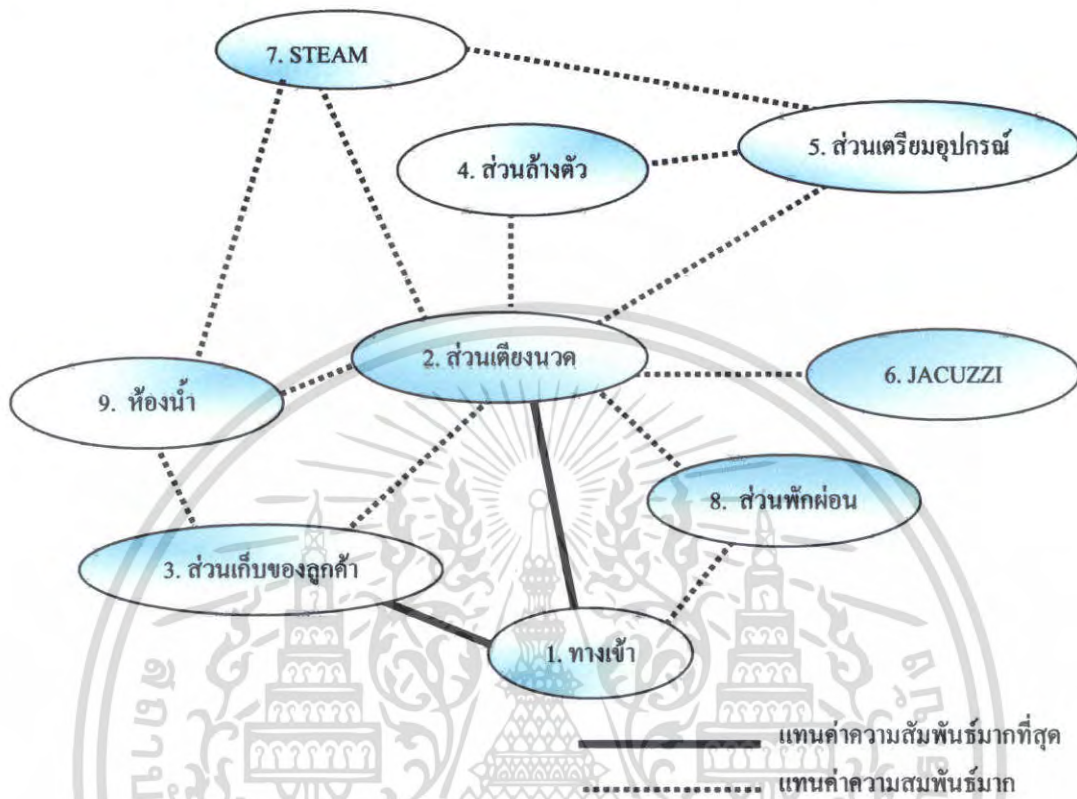 7. STEAM
5. ส่วนเตรียมอุปกรณ์
4. ส่วนล้างตัว
2. ส่วนเตียงนวด
6. JACUZZI
9. ห้องน้ำ
8. ส่วนพักผ่อน
3. ส่วนเก็บของลูกค้า
1. ทางเข้า
แทนค่าความสัมพันธ์มากที่สุด
แทนค่าความสมพันธ์มาก